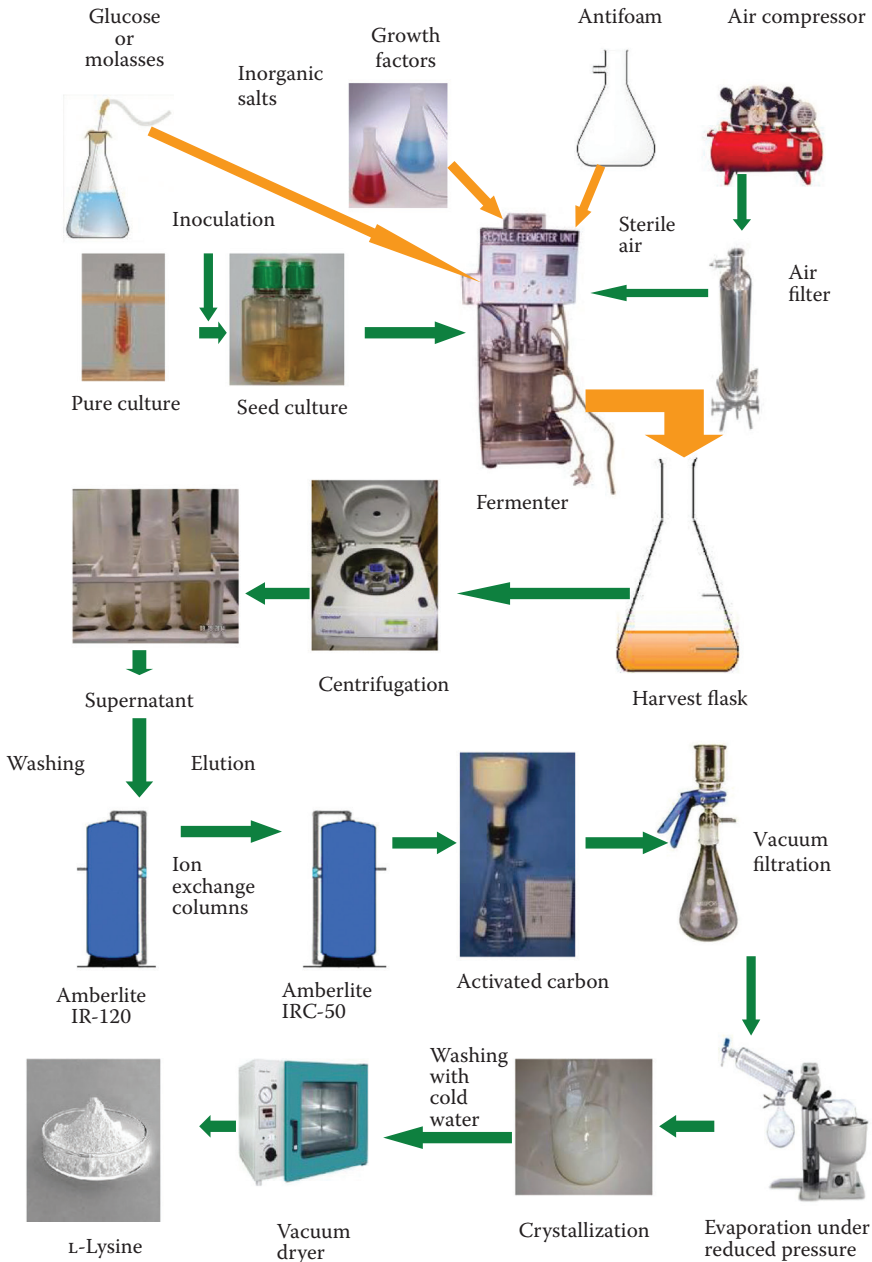 Glucose
or
molasses
Inorganic
salts
Growth
factors
Antifoam
Air compressor
Inoculation
RECYCLE FERMENTER UNIT
Sterile
air
Air
filter
Pure culture
Seed culture
Fermenter
Centrifugation
Harvest flask
Supernatant
Washing
Elution
Ion
exchange
columns
Vacuum
filtration
Amberlite
IR-120
Amberlite
IRC-50
Activated carbon
Washing
with
cold
water
L-Lysine
Vacuum
dryer
Crystallization
Evaporation under
reduced pressure